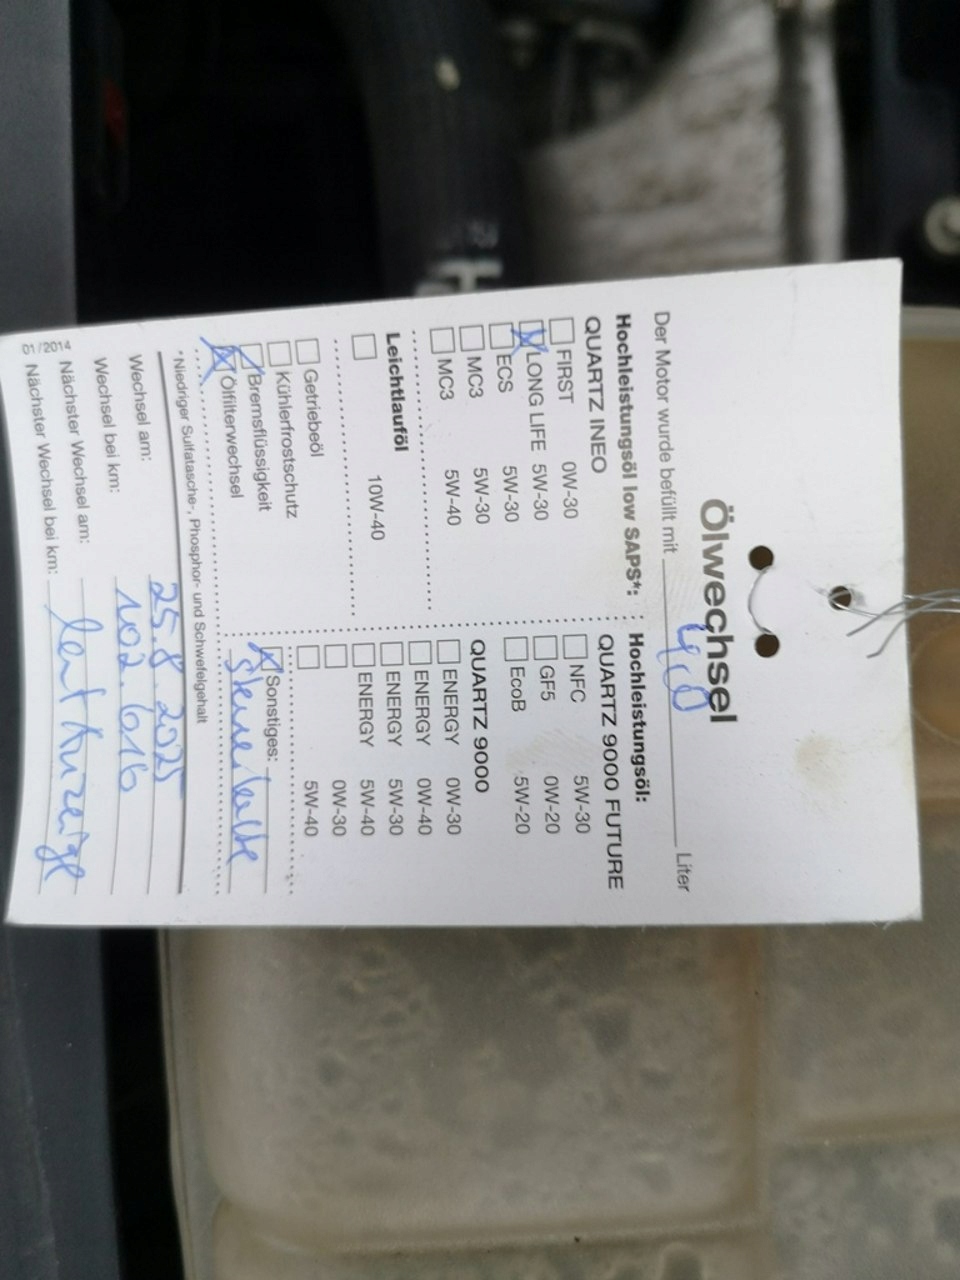 Ölwechsel
Der Motor wurde befüllt mit 4,0 Liter
Hochleistungsöl low SAPS*:
QUARTZ INEO
FIRST 0W-30
LONG LIFE 5W-30
ECS 5W-30
MC3 5W-30
MC3 5W-40
Leichtlauföl
10W-40
Getriebeöl
Kühlerfrostschutz
Bremsflüssigkeit
Ölfilterwechsel
Hochleistungsöl:
QUARTZ 9000 FUTURE
NFC 5W-30
GF5 0W-20
EcoB 5W-20
QUARTZ 9000
ENERGY 0W-30
ENERGY 0W-40
ENERGY 5W-30
ENERGY 5W-40
0W-30
5W-40
Sonstiges:
Steuerkette
*Niedriger Sulfatasche-, Phosphor- und Schwefelgehalt
Wechsel am: 25.8.2025
Wechsel bei km: 102.616
Nächster Wechsel am:
Nächster Wechsel bei km: laut Anzeige
01/2014